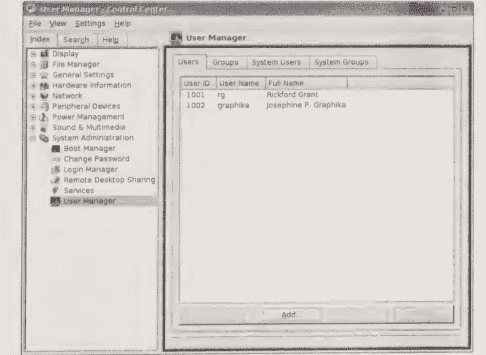 User Manager - Control Center
File View Settings Help
Index Search Help
Display
File Manager
General Settings
Hardware Information
Network
Peripheral Devices
Power Management
Sound & Multimedia
System Administration
Boot Manager
Change Password
Login Manager
Remote Desktop Sharing
Services
User Manager
User Manager
Users Groups System Users System Groups
User ID User Name Full Name
1001 rg Rickford Grant
1002 graphika Josephine P. Graphika
Add...